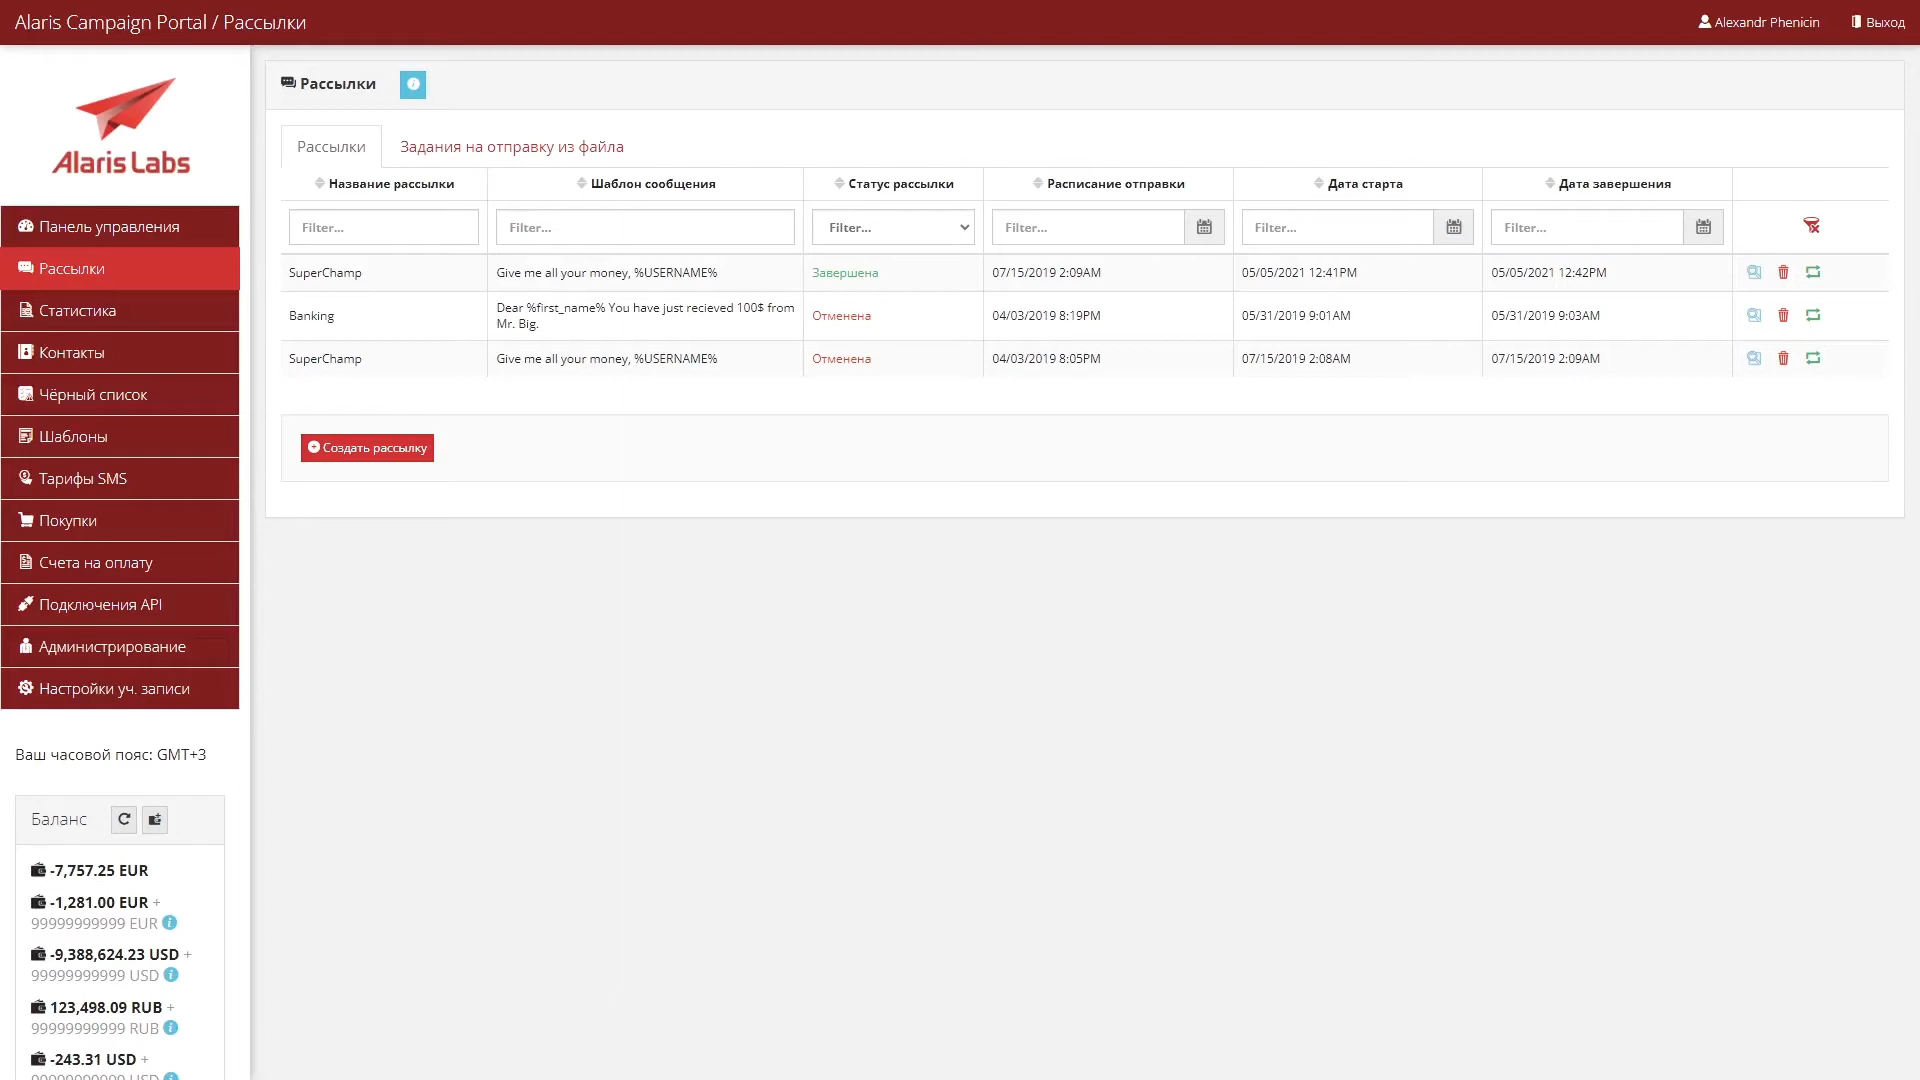 Alaris Campaign Portal / Рассылки
Alexandr Phenicin
Выход
Alaris Labs
Панель управления
Рассылки
Статистика
Контакты
Чёрный список
Шаблоны
Тарифы SMS
Покупки
Счета на оплату
Подключения API
Администрирование
Настройки уч. записи
Ваш часовой пояс: GMT+3
Баланс
-7,757.25 EUR
-1,281.00 EUR +
99999999999 EUR
-9,388,624.23 USD +
99999999999 USD
123,498.09 RUB +
99999999999 RUB
-243.31 USD +
99999999999 USD
Рассылки
Рассылки Задания на отправку из файла
Название рассылки Шаблон сообщения Статус рассылки Расписание отправки Дата старта Дата завершения
Filter... Filter... Filter... Filter... Filter... Filter...
SuperChamp Give me all your money, %USERNAME% Завершена 07/15/2019 2:09AM 05/05/2021 12:41PM 05/05/2021 12:42PM
Banking Dear %first_name% You have just recieved 100$ from
Mr. Big. Отменена 04/03/2019 8:19PM 05/31/2019 9:01AM 05/31/2019 9:03AM
SuperChamp Give me all your money, %USERNAME% Отменена 04/03/2019 8:05PM 07/15/2019 2:08AM 07/15/2019 2:09AM
Создать рассылку